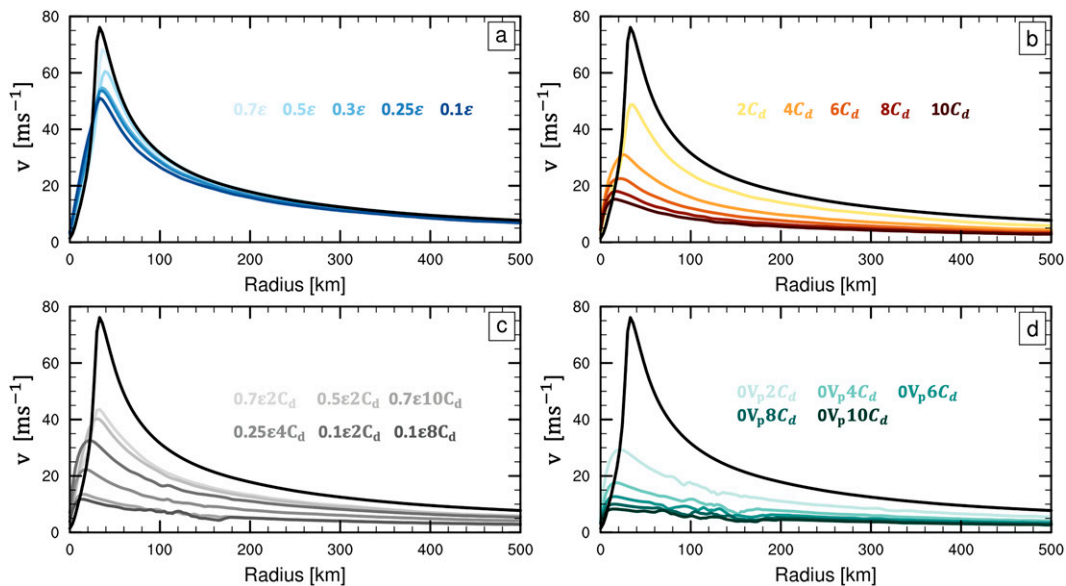 a
80
60
40
20
0
v [ms⁻¹]
0.7ε 0.5ε 0.3ε 0.25ε 0.1ε
0 100 200 300 400 500
Radius [km]
b
80
60
40
20
0
v [ms⁻¹]
2C_d 4C_d 6C_d 8C_d 10C_d
0 100 200 300 400 500
Radius [km]
c
80
60
40
20
0
v [ms⁻¹]
0.7ε2C_d 0.5ε2C_d 0.7ε10C_d
0.25ε4C_d 0.1ε2C_d 0.1ε8C_d
0 100 200 300 400 500
Radius [km]
d
80
60
40
20
0
v [ms⁻¹]
0V_p2C_d 0V_p4C_d 0V_p6C_d
0V_p8C_d 0V_p10C_d
0 100 200 300 400 500
Radius [km]